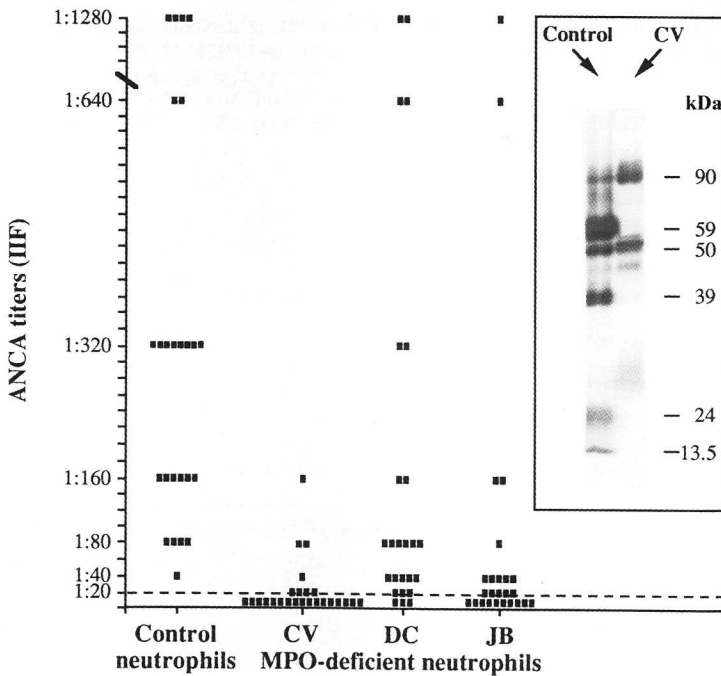 ANCA titers (IIF)
1:1280
1:640
1:320
1:160
1:80
1:40
1:20
Control
neutrophils
CV
DC
JB
MPO-deficient neutrophils
Control
CV
kDa
90
59
50
39
24
13.5